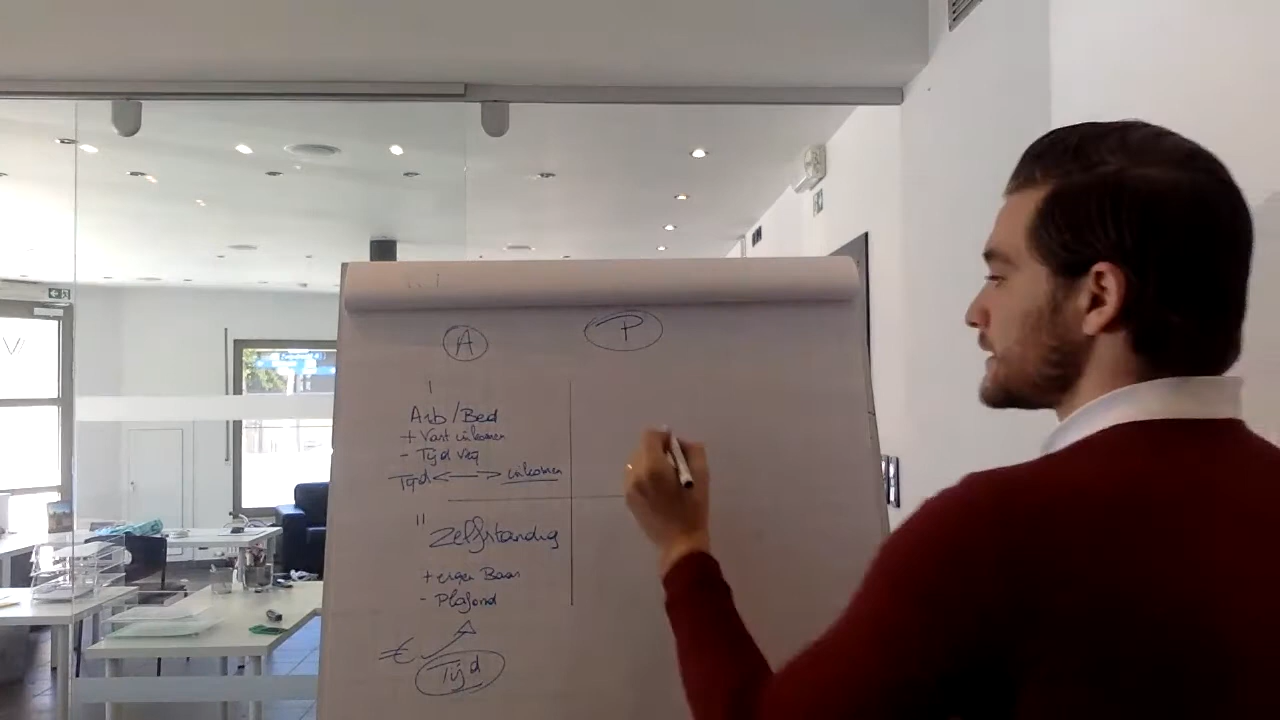 A
P
I
Arb/Bed
+ Vast inkomen
- Tijd weg
Tijd <—> inkomen
II
Zelfstandig
+ eigen Baas
- Plafond
€
Tijd